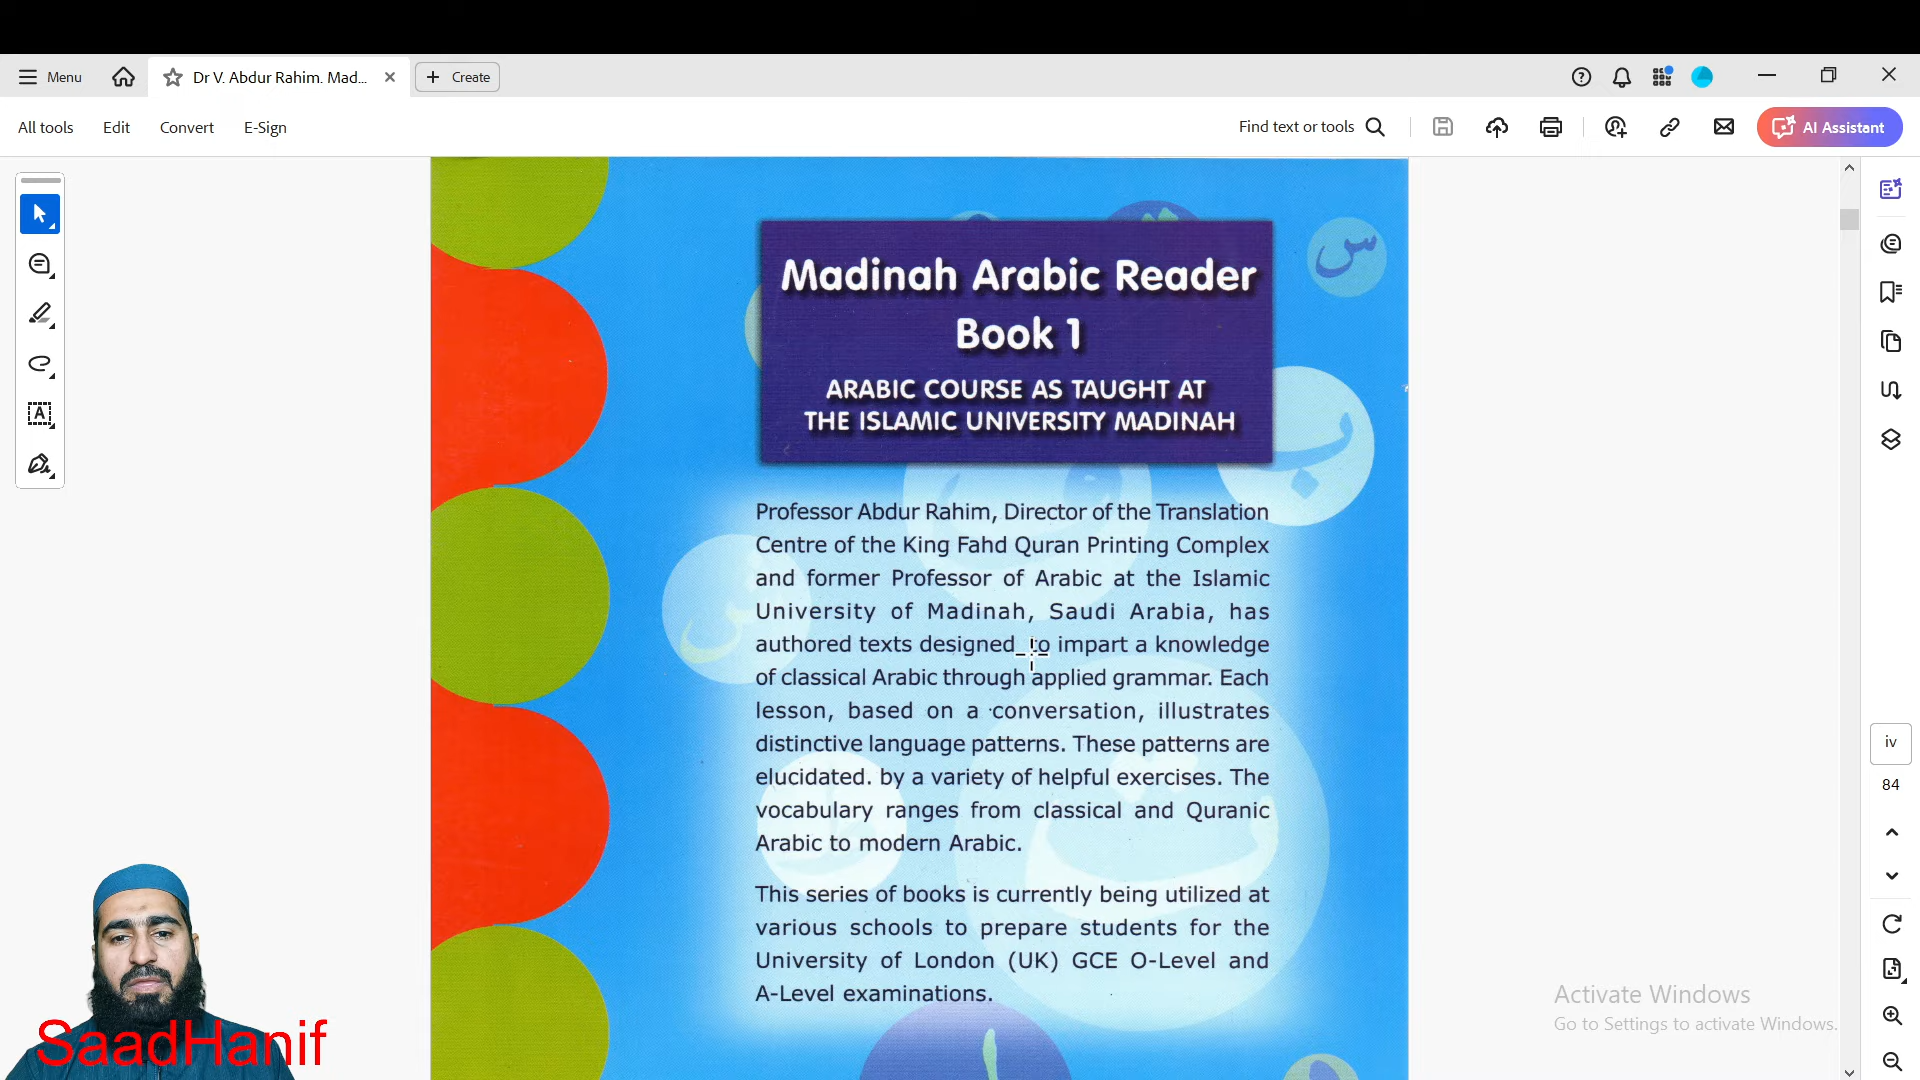 Menu
Dr V. Abdur Rahim. Mad...
Create
All tools
Edit
Convert
E-Sign
Find text or tools
AI Assistant
Madinah Arabic Reader
Book 1
ARABIC COURSE AS TAUGHT AT
THE ISLAMIC UNIVERSITY MADINAH
س
ب
Professor Abdur Rahim, Director of the Translation
Centre of the King Fahd Quran Printing Complex
and former Professor of Arabic at the Islamic
University of Madinah, Saudi Arabia, has
authored texts designed to impart a knowledge
of classical Arabic through applied grammar. Each
lesson, based on a conversation, illustrates
distinctive language patterns. These patterns are
elucidated. by a variety of helpful exercises. The
vocabulary ranges from classical and Quranic
Arabic to modern Arabic.
This series of books is currently being utilized at
various schools to prepare students for the
University of London (UK) GCE O-Level and
A-Level examinations.
iv
84
Activate Windows
Go to Settings to activate Windows.
SaadHanif